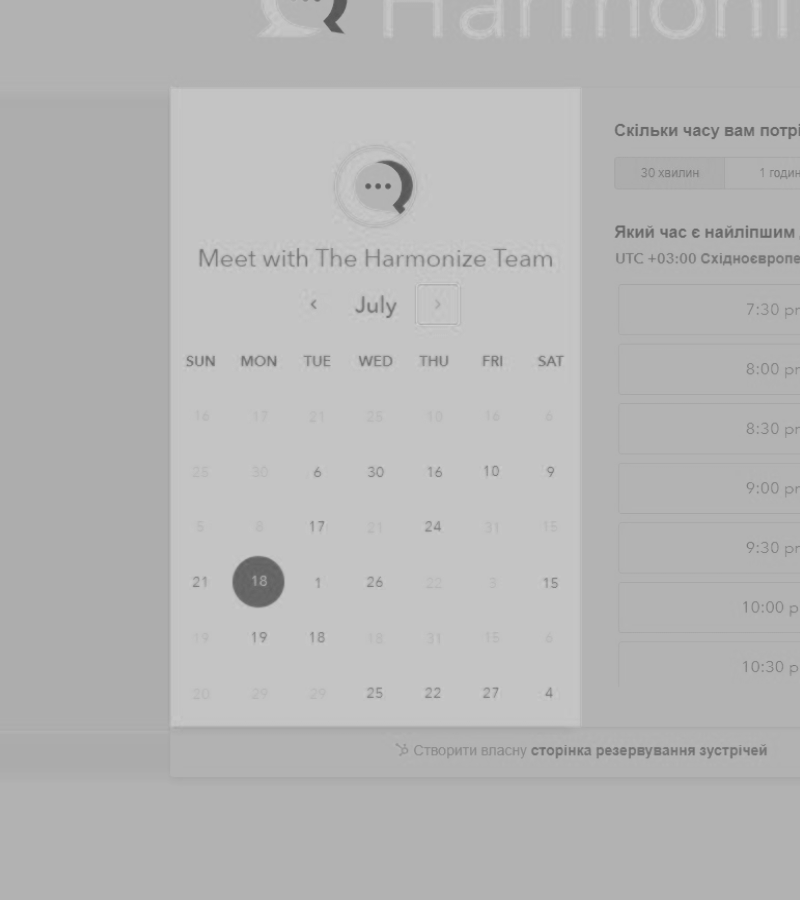 Harmoni
Meet with The Harmonize Team
July
SUN MON TUE WED THU FRI SAT
16 17 21 25 10 16 6
25 30 6 30 16 10 9
5 8 17 21 24 31 15
21 18 1 26 22 3 15
19 19 18 18 31 15 6
20 29 29 25 22 27 4
Скільки часу вам потрі
30 хвилин 1 годин
Який час є найліпшим
UTC +03:00 Східноєвропе
7:30 pr
8:00 pr
8:30 pr
9:00 pr
9:30 pr
10:00 p
10:30 p
Створити власну сторінка резервування зустрічей